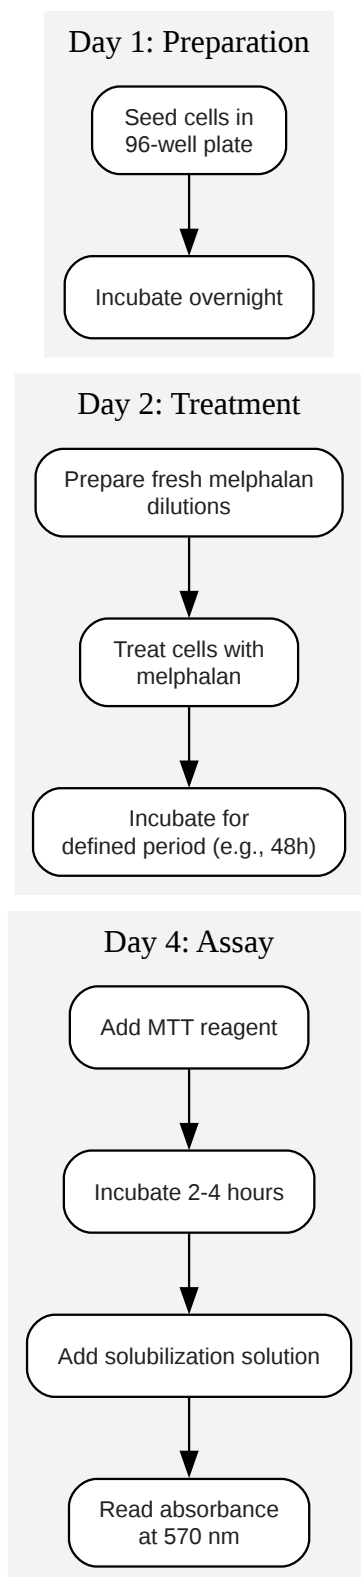 Day 1: Preparation
Seed cells in
96-well plate
Incubate overnight
Day 2: Treatment
Prepare fresh melphalan
dilutions
Treat cells with
melphalan
Incubate for
defined period (e.g., 48h)
Day 4: Assay
Add MTT reagent
Incubate 2-4 hours
Add solubilization solution
Read absorbance
at 570 nm